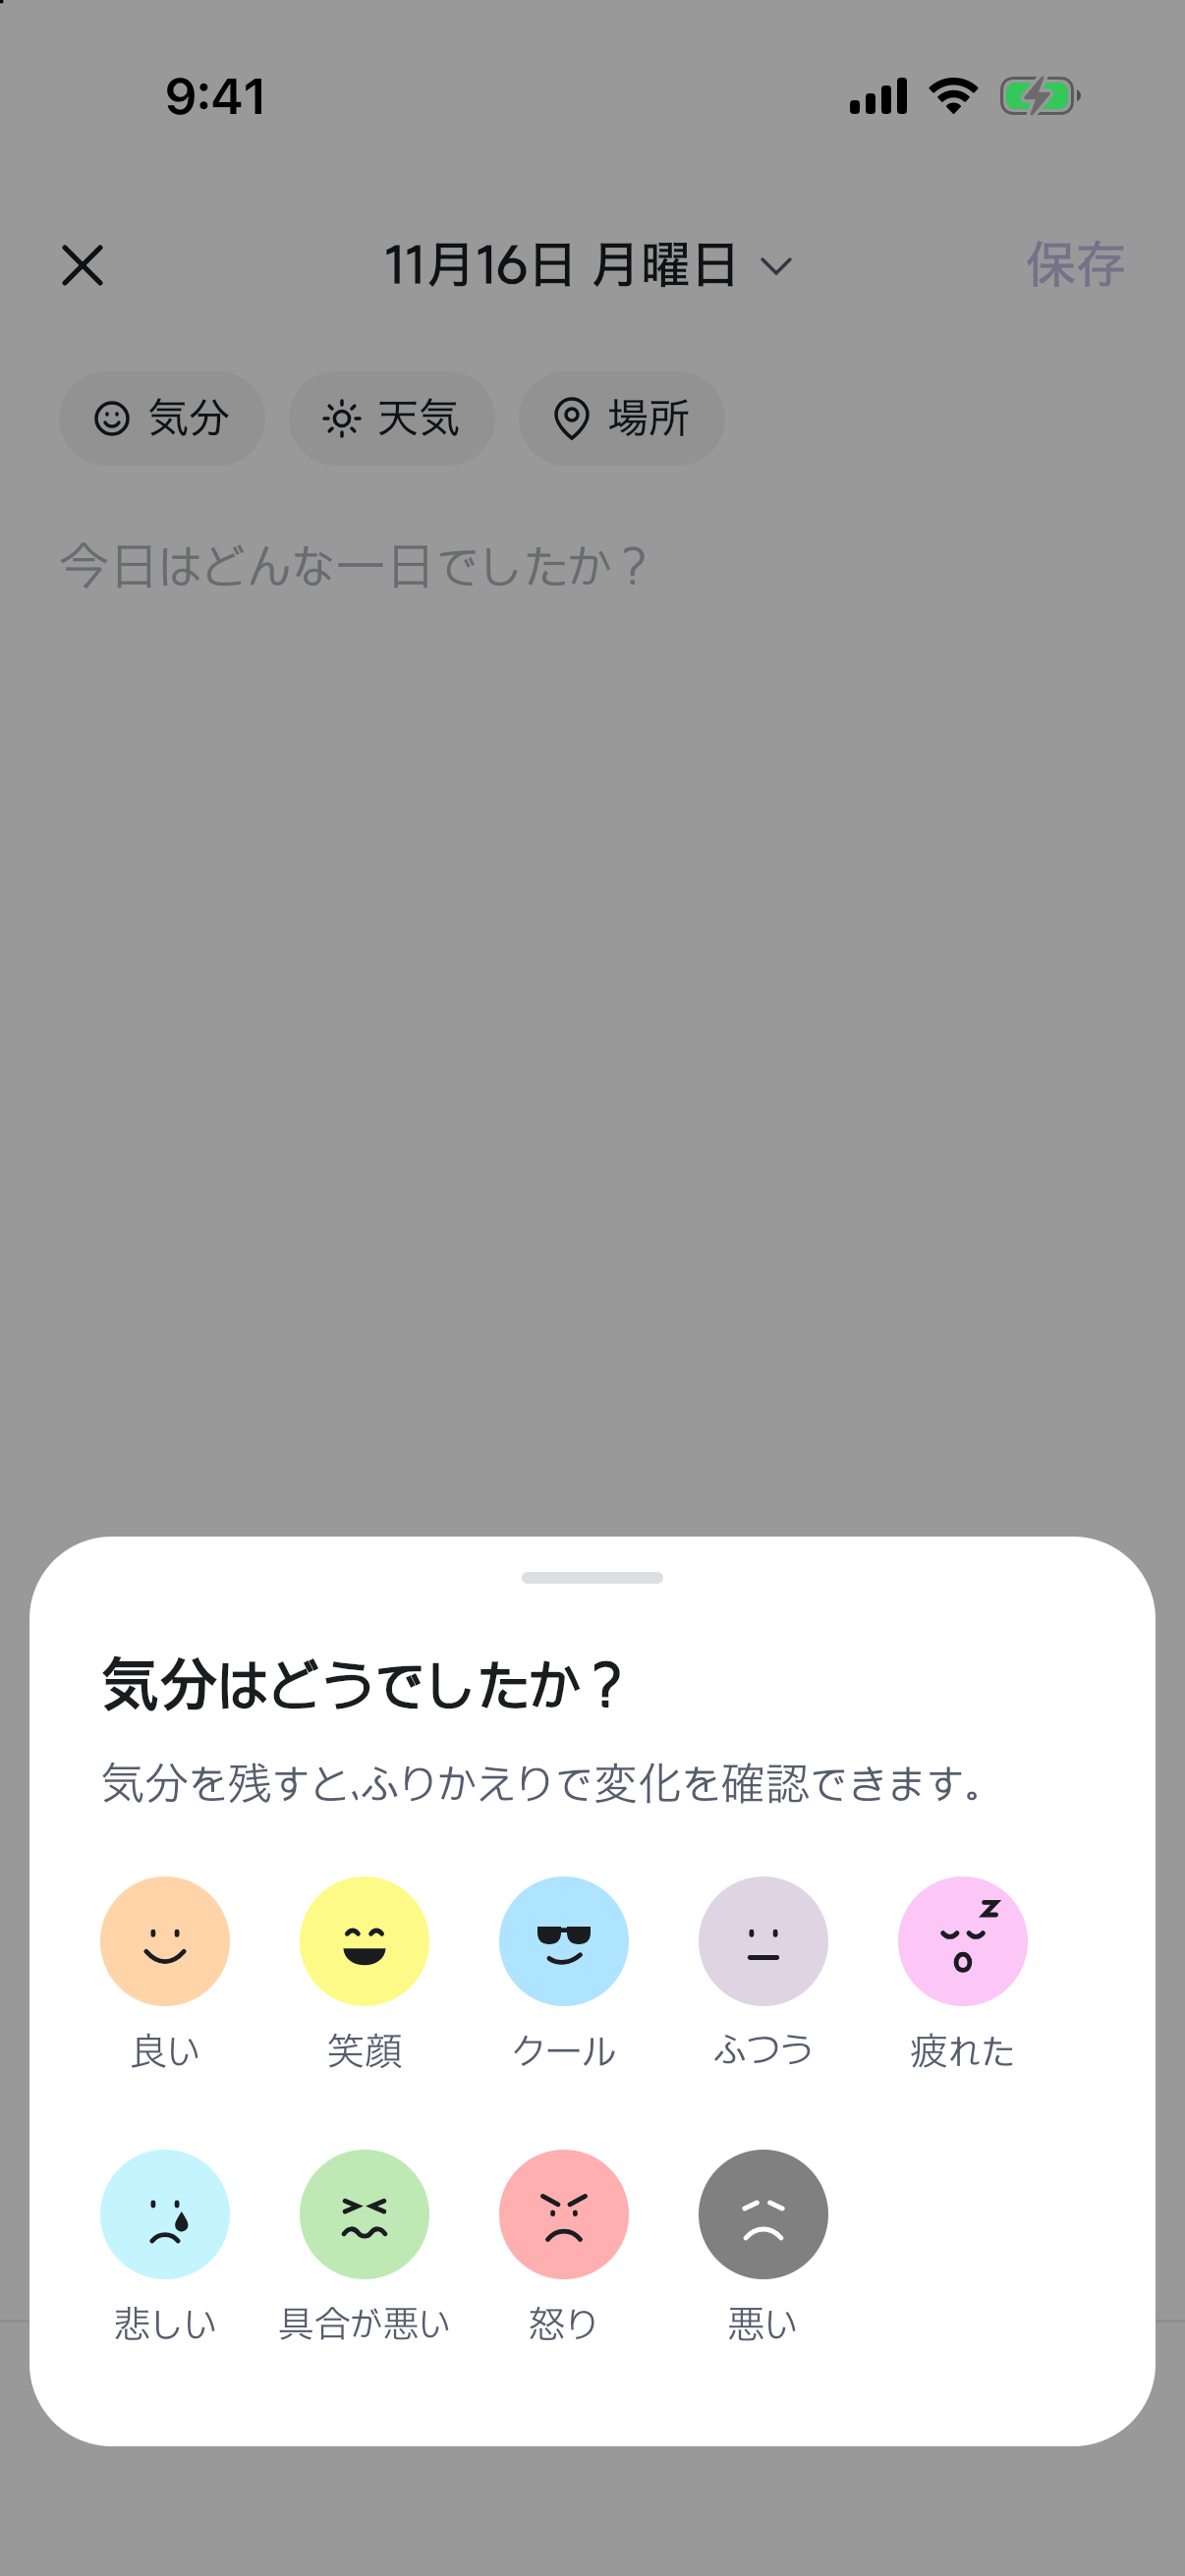 9:41
11月16日 月曜日
保存
気分 天気 場所
今日はどんな一日でしたか？
気分はどうでしたか？
気分を残すと、ふりかえりで変化を確認できます。
良い 笑顔 クール ふつう 疲れた
悲しい 具合が悪い 怒り 悪い